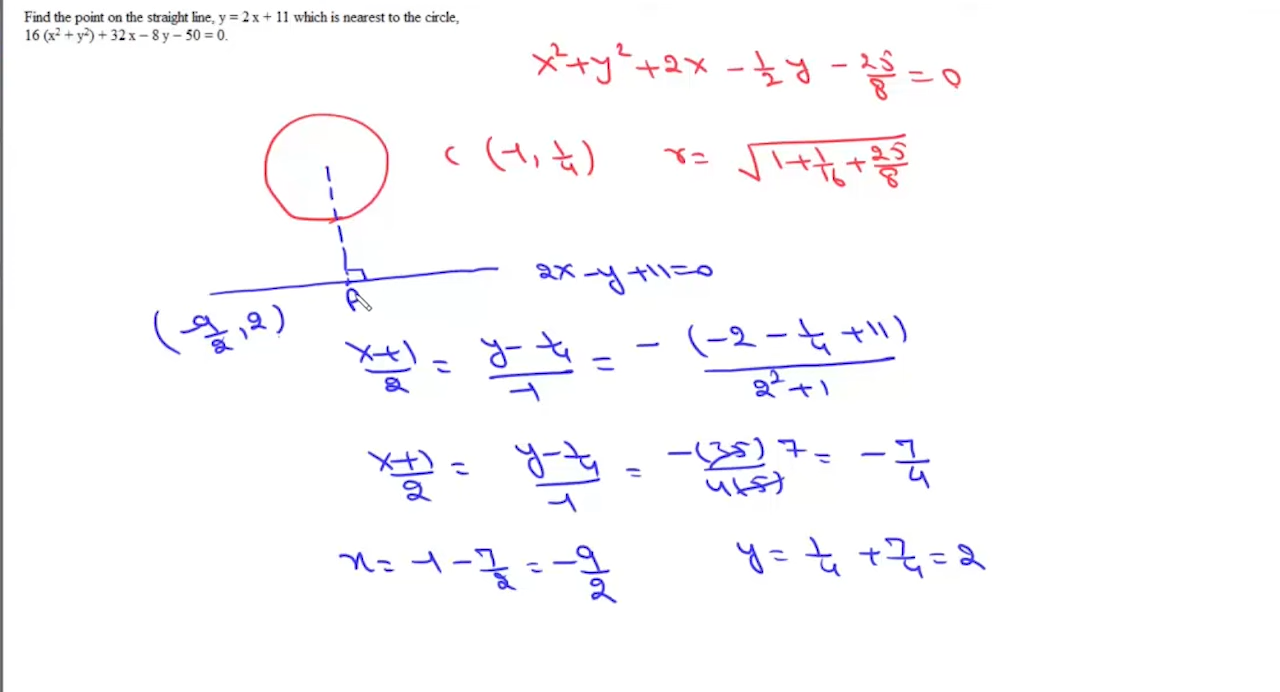 Find the point on the straight line, y = 2 x + 11 which is nearest to the circle,
16 (x² + y²) + 32 x – 8 y – 50 = 0.
x² + y² + 2x - 1/2 y - 25/8 = 0
C (-1, 1/4) r = √(1 + 1/16 + 25/8)
2x - y + 11 = 0
A
(-9/2, 2)
(x+1)/2 = (y - 1/4)/-1 = - (-2 - 1/4 + 11)/(2² + 1)
(x+1)/2 = (y - 1/4)/-1 = -(35)/4(5) 7 = - 7/4
x = -1 - 7/2 = - 9/2 y = 1/4 + 7/4 = 2